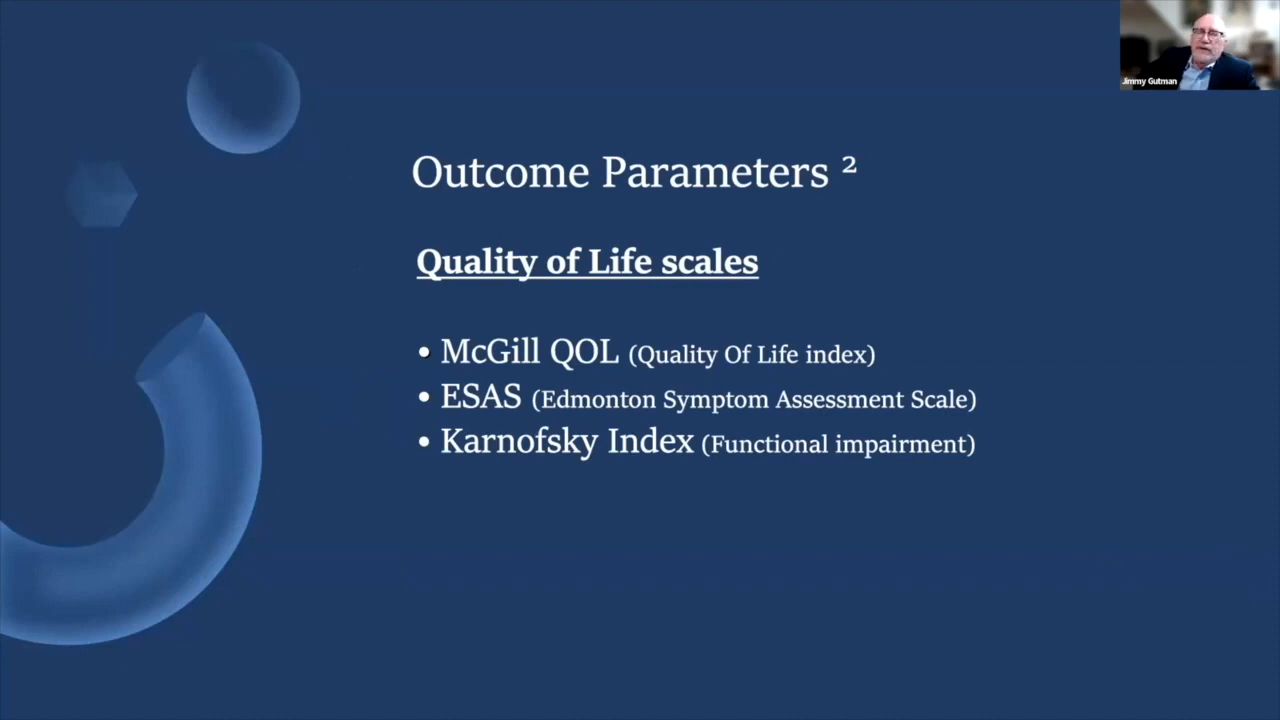 Jimmy Gutman
Outcome Parameters ²
Quality of Life scales
• McGill QOL (Quality Of Life index)
• ESAS (Edmonton Symptom Assessment Scale)
• Karnofsky Index (Functional impairment)